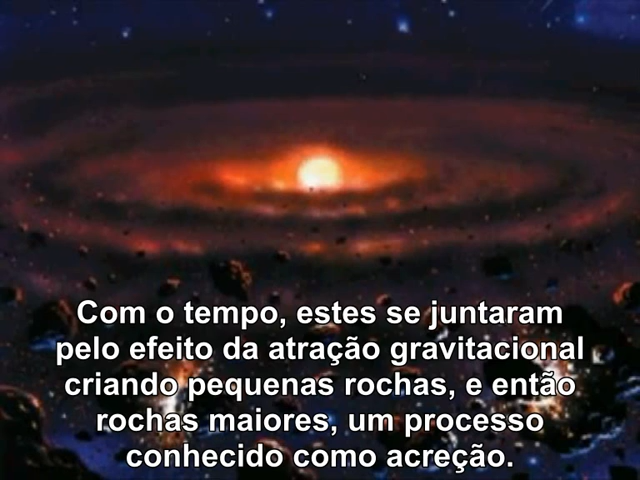 Com o tempo, estes se juntaram
pelo efeito da atração gravitacional
criando pequenas rochas, e então
rochas maiores, um processo
conhecido como acreção.